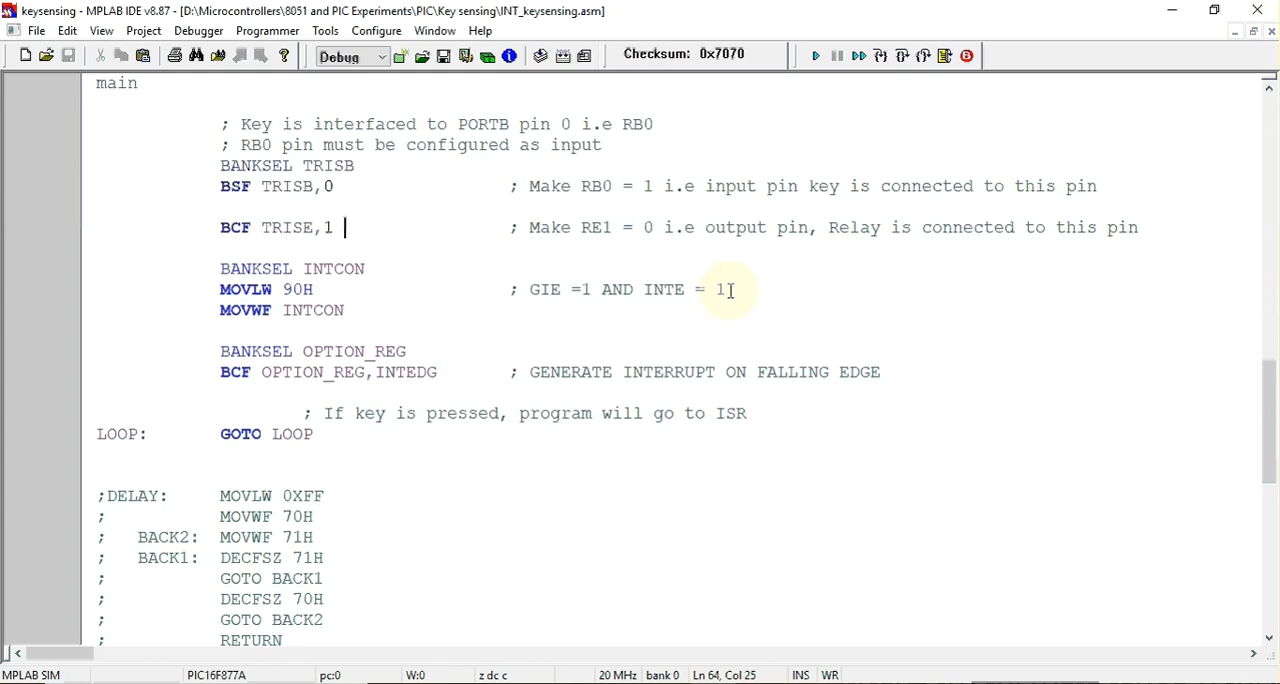 keysensing - MPLAB IDE v8.87 - [D:\Microcontrollers\8051 and PIC Experiments\PIC\Key sensing\INT_keysensing.asm]
File Edit View Project Debugger Programmer Tools Configure Window Help
Debug Checksum: 0x7070
main
; Key is interfaced to PORTB pin 0 i.e RB0
; RB0 pin must be configured as input
BANKSEL TRISB
BSF TRISB,0 ; Make RB0 = 1 i.e input pin key is connected to this pin
BCF TRISE,1 ; Make RE1 = 0 i.e output pin, Relay is connected to this pin
BANKSEL INTCON
MOVLW 90H ; GIE =1 AND INTE = 1
MOVWF INTCON
BANKSEL OPTION_REG
BCF OPTION_REG,INTEDG ; GENERATE INTERRUPT ON FALLING EDGE
; If key is pressed, program will go to ISR
LOOP: GOTO LOOP
;DELAY: MOVLW 0XFF
; MOVWF 70H
; BACK2: MOVWF 71H
; BACK1: DECFSZ 71H
; GOTO BACK1
; DECFSZ 70H
; GOTO BACK2
; RETURN
MPLAB SIM PIC16F877A pc:0 W:0 z dc c 20 MHz bank 0 Ln 64, Col 25 INS WR